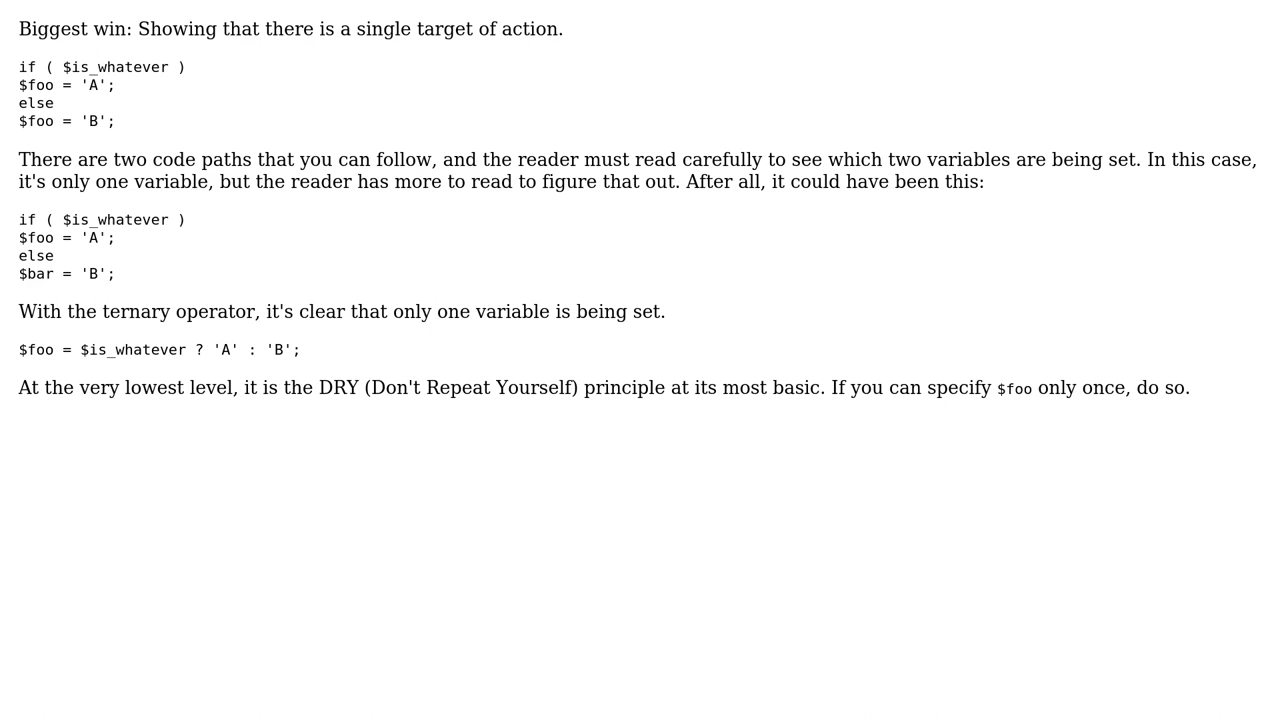 Biggest win: Showing that there is a single target of action.
if ( $is_whatever )
$foo = 'A';
else
$foo = 'B';
There are two code paths that you can follow, and the reader must read carefully to see which two variables are being set. In this case,
it's only one variable, but the reader has more to read to figure that out. After all, it could have been this:
if ( $is_whatever )
$foo = 'A';
else
$bar = 'B';
With the ternary operator, it's clear that only one variable is being set.
$foo = $is_whatever ? 'A' : 'B';
At the very lowest level, it is the DRY (Don't Repeat Yourself) principle at its most basic. If you can specify $foo only once, do so.